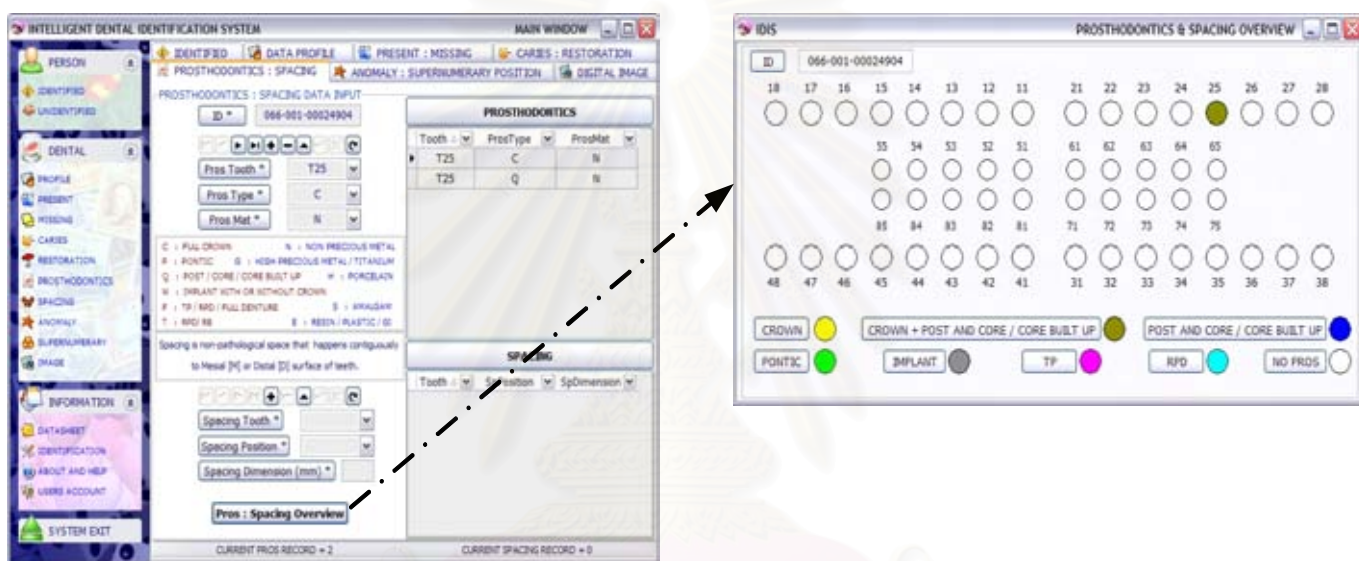 INTELLIGENT DENTAL IDENTIFICATION SYSTEM
MAIN WINDOW
PERSON
IDENTIFIED
UNIDENTIFIED
DENTAL
PROFILE
PRESENT
MISSING
CARIES
RESTORATION
PROSTHODONTICS
SPACING
ANOMALY
SUPERNUMERARY
IMAGE
INFORMATION
DATASHEET
IDENTIFICATION
ABOUT AND HELP
USERS ACCOUNT
SYSTEM EXIT
IDENTIFIED DATA PROFILE PRESENT : MISSING CARIES : RESTORATION
PROSTHODONTICS : SPACING ANOMALY : SUPERNUMERARY POSITION DIGITAL IMAGE
PROSTHODONTICS : SPACING DATA INPUT
ID * 066-001-00024904
Pros Tooth * T25
Pros Type * C
Pros Mat * N
C : FULL CROWN N : NON PRECIOUS METAL
P : PONTIC G : HIGH PRECIOUS METAL / TITANIUM
Q : POST / CORE / CORE BUILT UP H : PORCELAIN
: IMPLANT WITH OR WITHOUT CROWN
F : TP / RPD / FULL DENTURE S : AMALGAM
T : RPD/ RB E : RESIN / PLASTIC / GI
Spacing is non-pathological space that happens contiguously
to Mesial [M] or Distal [D] surface of teeth.
Spacing Tooth *
Spacing Position *
Spacing Dimension (mm) *
Pros : Spacing Overview
CURRENT PROS RECORD = 2
PROSTHODONTICS
Tooth ProsType ProsMat
T25 C N
T25 Q N
SPACING
Tooth SpPosition SpDimension
CURRENT SPACING RECORD = 0
IDIS
PROSTHODONTICS & SPACING OVERVIEW
ID 066-001-00024904
18 17 16 15 14 13 12 11 21 22 23 24 25 26 27 28
55 54 53 52 51 61 62 63 64 65
85 84 83 82 81 71 72 73 74 75
48 47 46 45 44 43 42 41 31 32 33 34 35 36 37 38
CROWN CROWN + POST AND CORE / CORE BUILT UP POST AND CORE / CORE BUILT UP
PONTIC IMPLANT TP RPD NO PROS